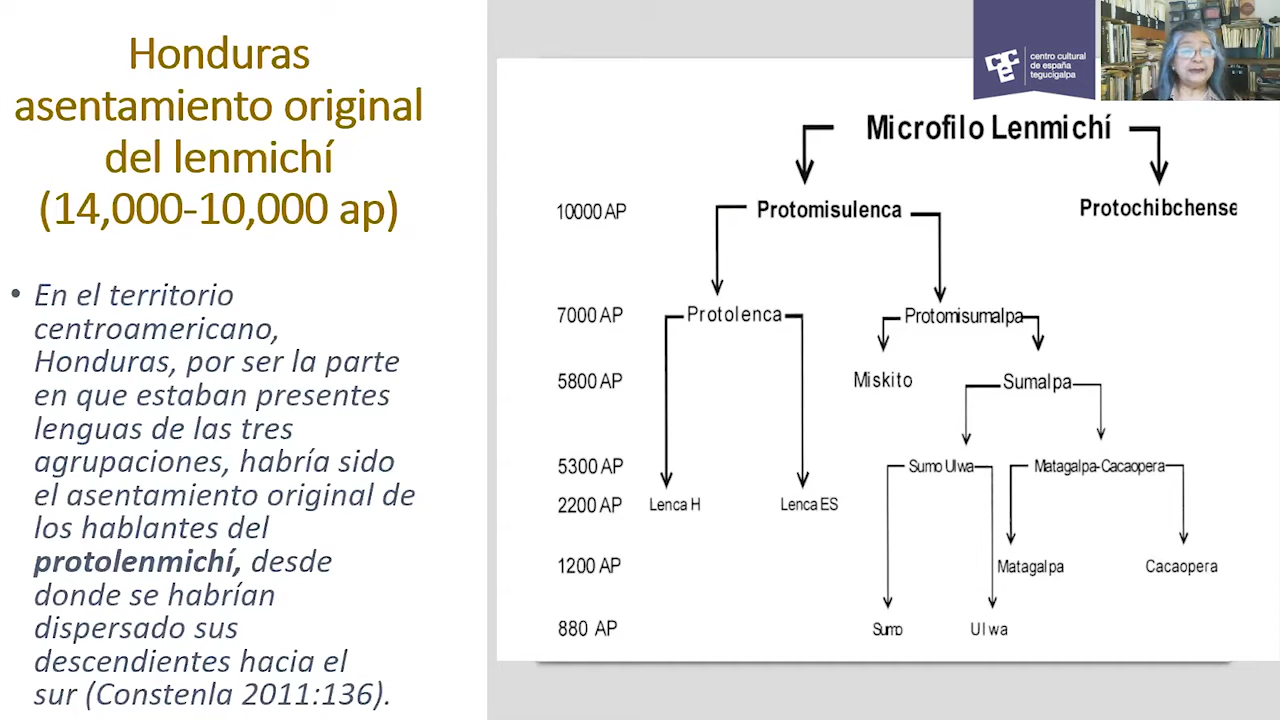 Honduras
asentamiento original
del lenmichí
(14,000-10,000 ap)
• En el territorio
centroamericano,
Honduras, por ser la parte
en que estaban presentes
lenguas de las tres
agrupaciones, habría sido
el asentamiento original de
los hablantes del
protolenmichí, desde
donde se habrían
dispersado sus
descendientes hacia el
sur (Constenla 2011:136).
cce
centro cultural
de españa
tegucigalpa
Microfilo Lenmichí
10000 AP Protomisulenca Protochibchense
7000 AP Protolenca Protomisumalpa
5800 AP Miskito Sumalpa
5300 AP Sumo Ulwa Matagalpa-Cacaopera
2200 AP Lenca H Lenca ES
1200 AP Matagalpa Cacaopera
880 AP Sumo Ulwa